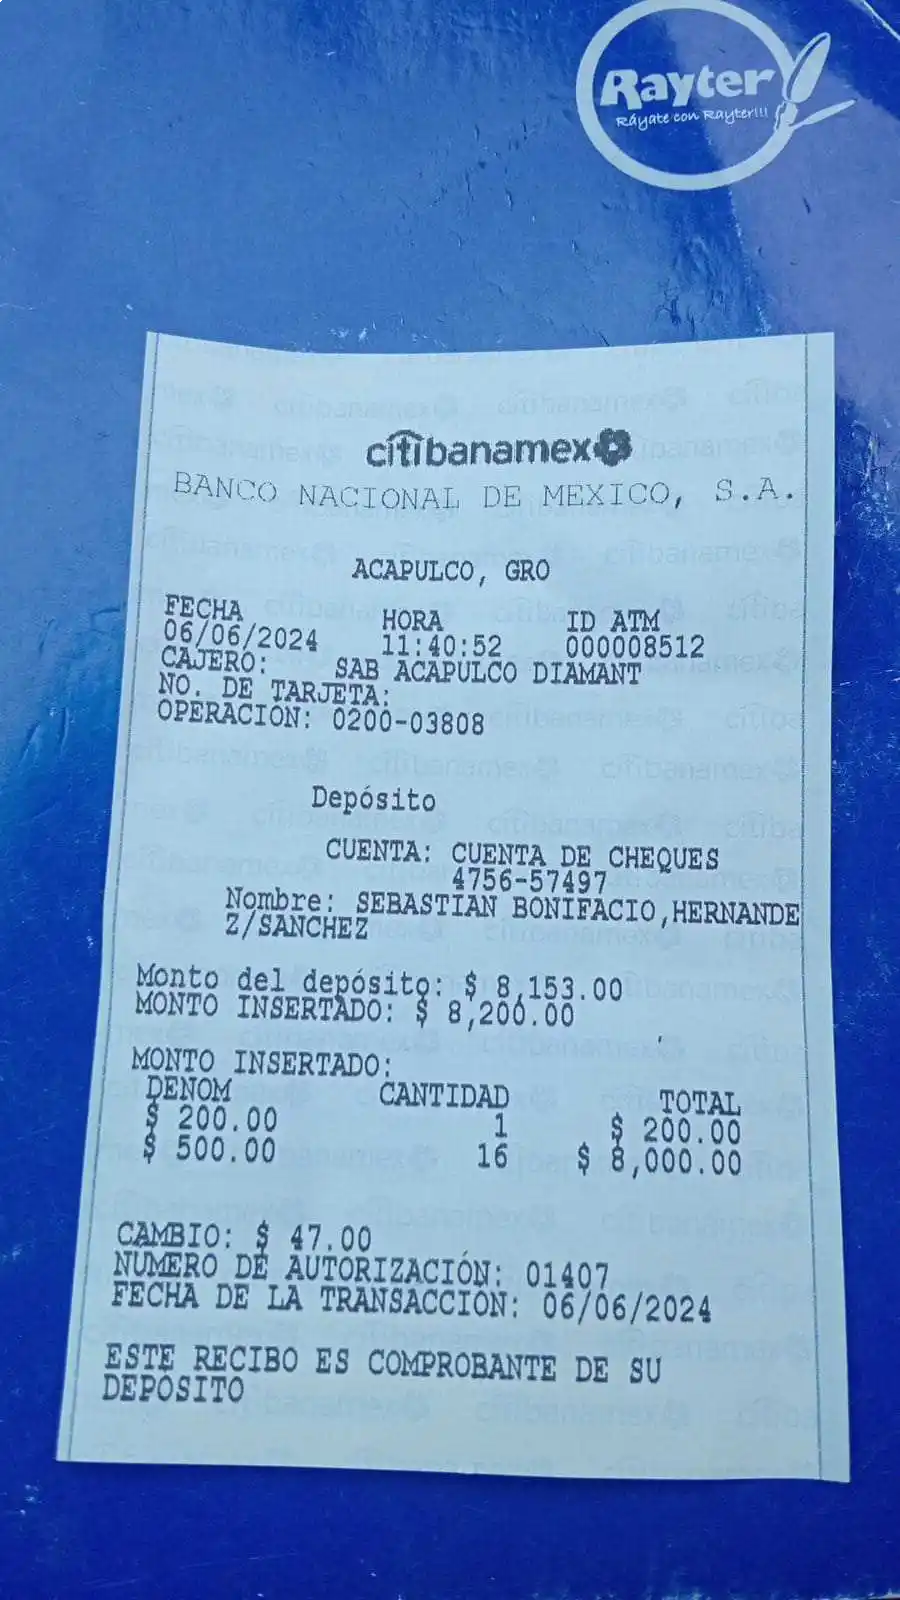 Rayter
Ráyate con Rayter!!!
citibanamex
BANCO NACIONAL DE MEXICO, S.A.
ACAPULCO, GRO
FECHA HORA ID ATM
06/06/2024 11:40:52 000008512
CAJERO: SAB ACAPULCO DIAMANT
NO. DE TARJETA:
OPERACION: 0200-03808
Depósito
CUENTA: CUENTA DE CHEQUES
4756-57497
Nombre: SEBASTIAN BONIFACIO,HERNANDE
Z/SANCHEZ
Monto del depósito: $ 8,153.00
MONTO INSERTADO: $ 8,200.00
MONTO INSERTADO:
DENOM CANTIDAD TOTAL
$ 200.00 1 $ 200.00
$ 500.00 16 $ 8,000.00
CAMBIO: $ 47.00
NÚMERO DE AUTORIZACIÓN: 01407
FECHA DE LA TRANSACCIÓN: 06/06/2024
ESTE RECIBO ES COMPROBANTE DE SU
DEPÓSITO